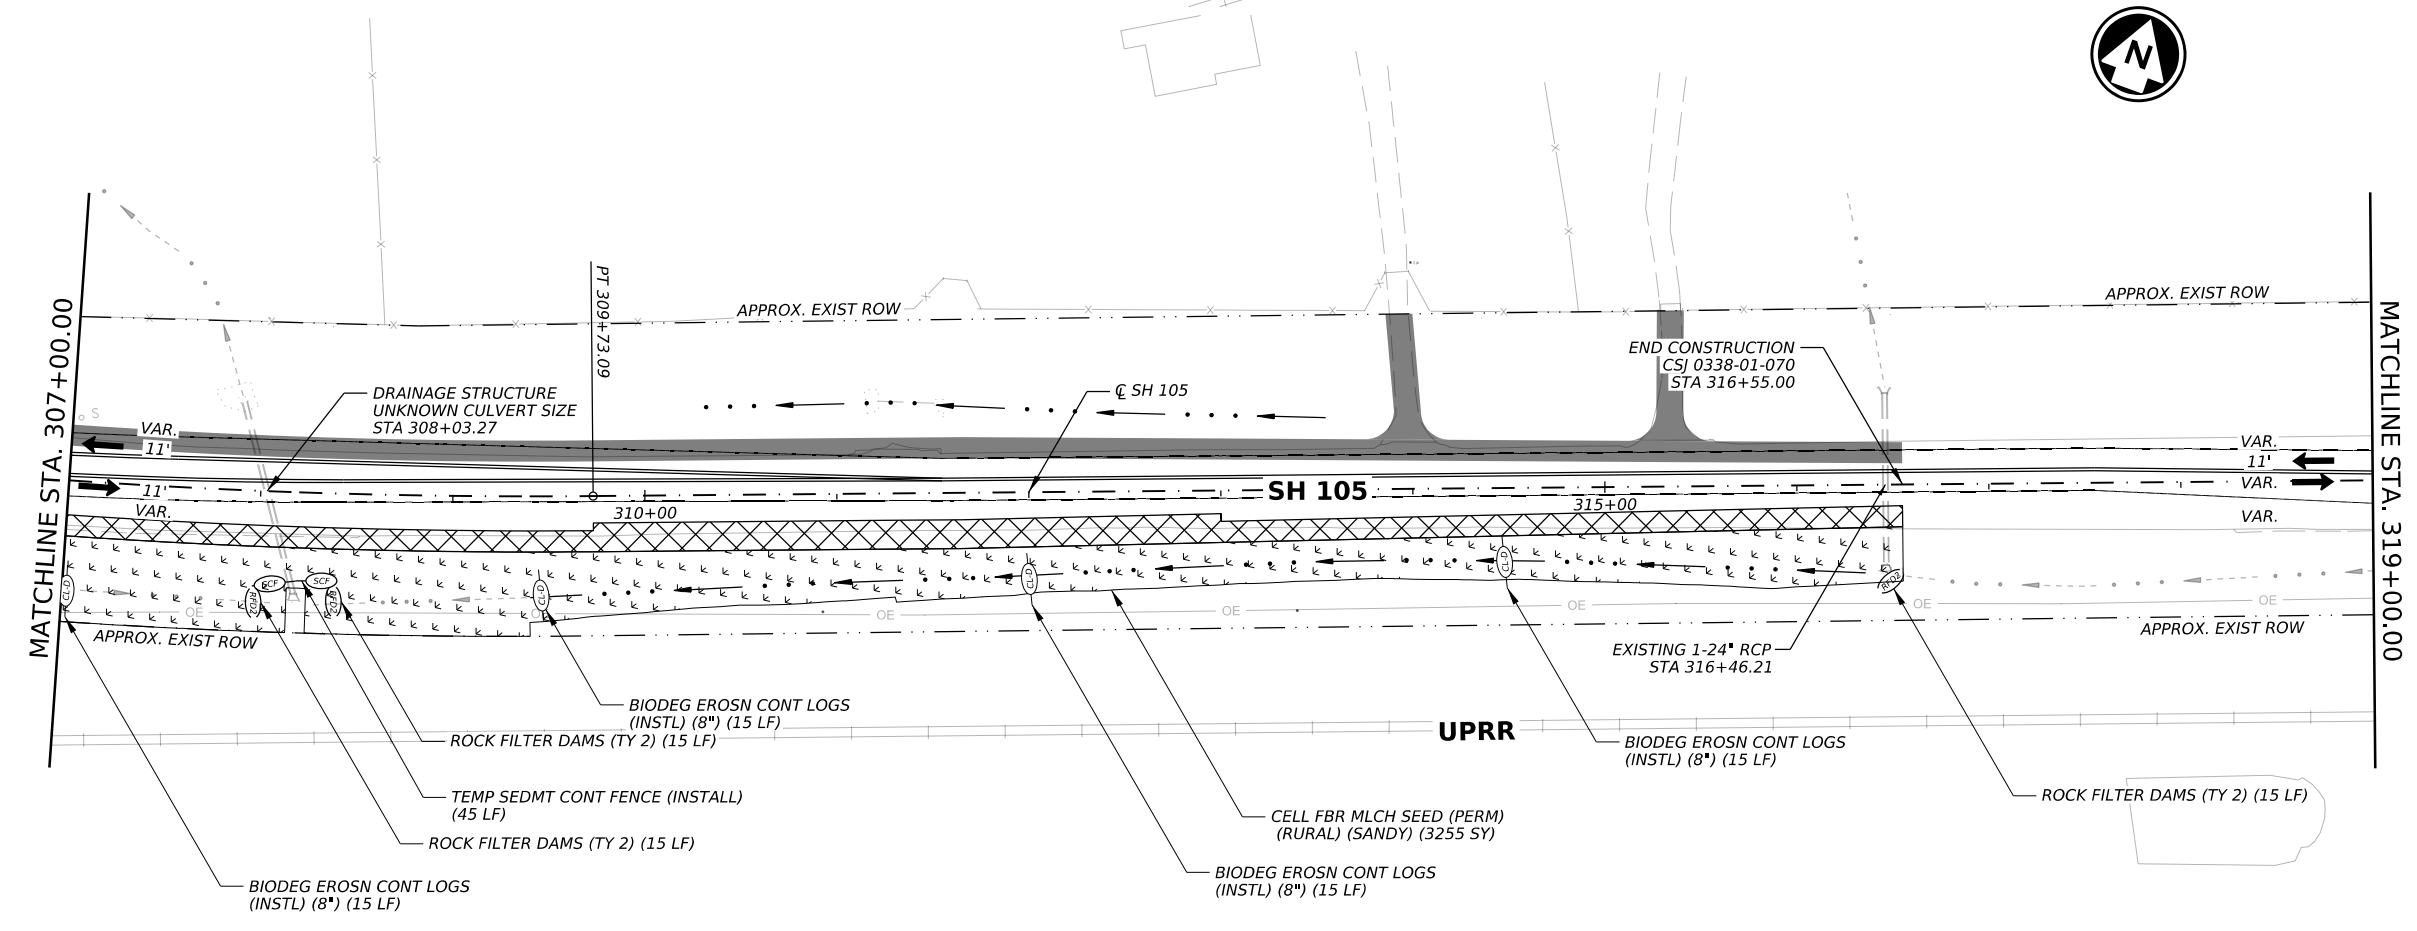 N
APPROX. EXIST ROW
APPROX. EXIST ROW
MATCHLINE STA. 307+00.00
PT 309+73.09
MATCHLINE STA. 319+00.00
END CONSTRUCTION
CSJ 0338-01-070
STA 316+55.00
DRAINAGE STRUCTURE
UNKNOWN CULVERT SIZE
STA 308+03.27
℄ SH 105
S
VAR.
11'
11'
VAR.
VAR.
11'
VAR.
VAR.
SH 105
310+00
315+00
CL-D
SCF
SCF
RFD2
RFD2
CL-D
CL-D
CL-D
RFD2
OE
OE
OE
OE
OE
OE
APPROX. EXIST ROW
APPROX. EXIST ROW
EXISTING 1-24" RCP
STA 316+46.21
BIODEG EROSN CONT LOGS
(INSTL) (8") (15 LF)
ROCK FILTER DAMS (TY 2) (15 LF)
UPRR
BIODEG EROSN CONT LOGS
(INSTL) (8") (15 LF)
TEMP SEDMT CONT FENCE (INSTALL)
(45 LF)
ROCK FILTER DAMS (TY 2) (15 LF)
CELL FBR MLCH SEED (PERM)
(RURAL) (SANDY) (3255 SY)
ROCK FILTER DAMS (TY 2) (15 LF)
BIODEG EROSN CONT LOGS
(INSTL) (8") (15 LF)
BIODEG EROSN CONT LOGS
(INSTL) (8") (15 LF)